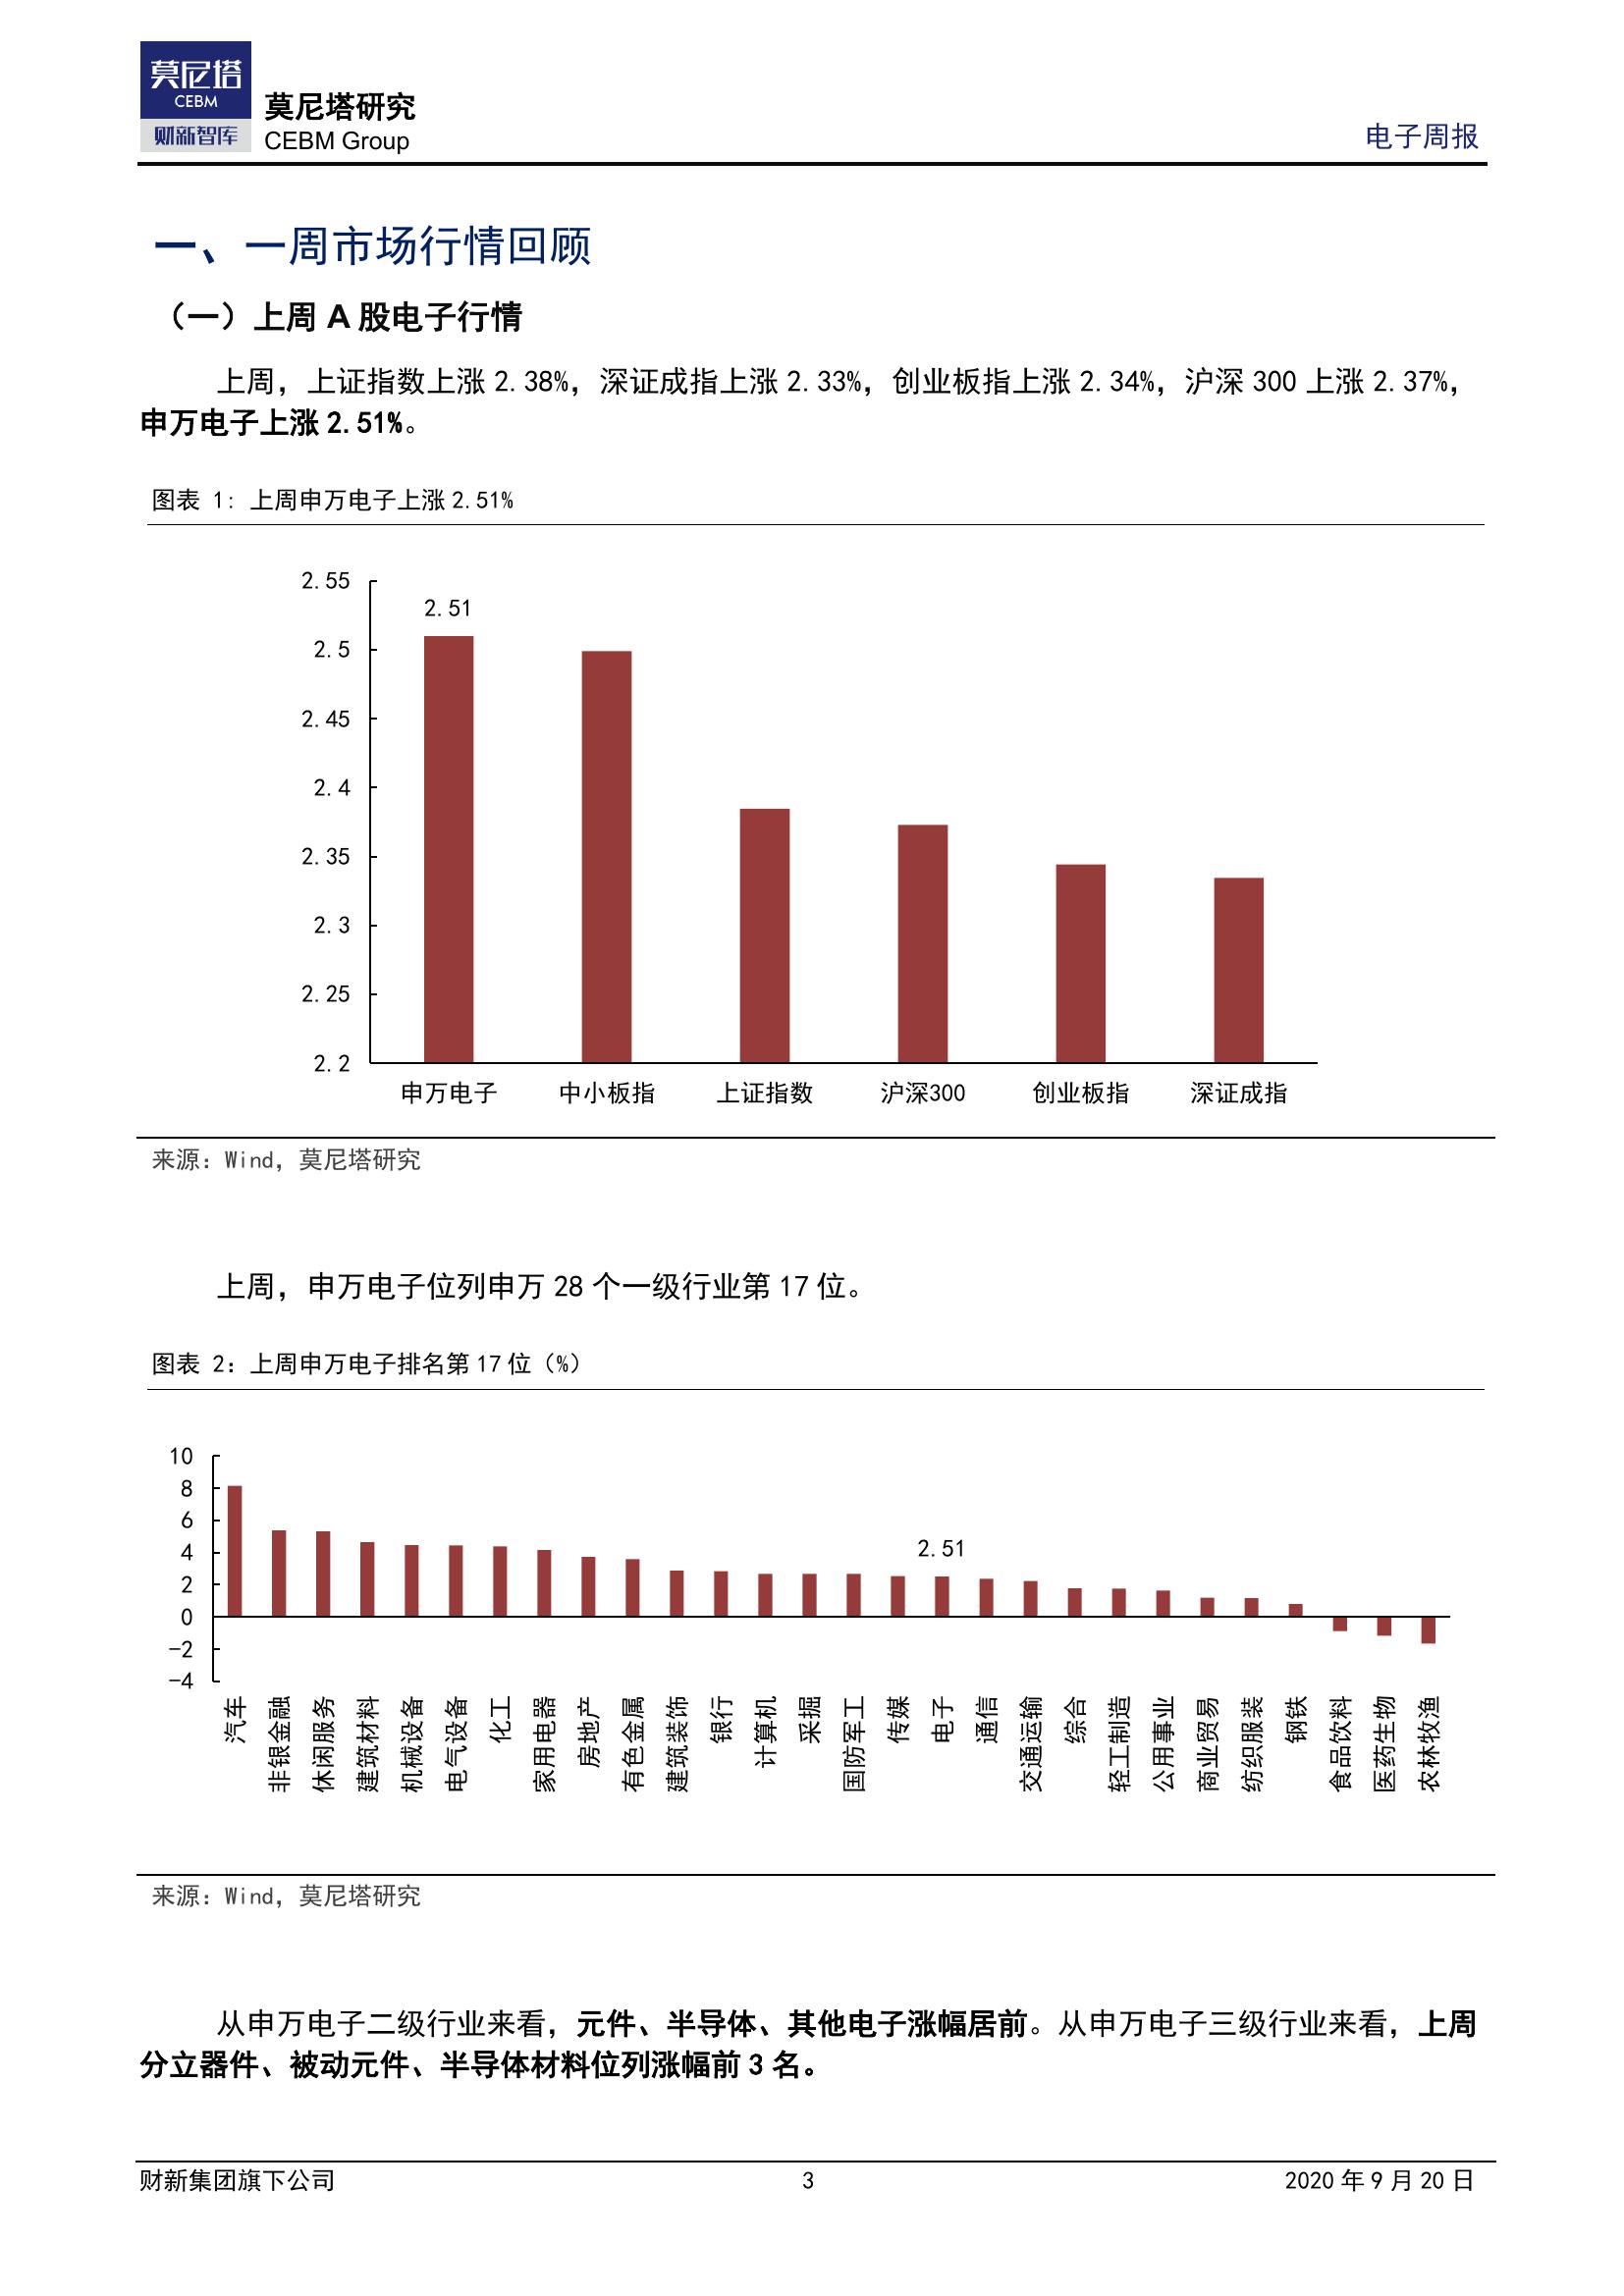 莫尼塔
CEBM
财新智库
莫尼塔研究
CEBM Group
电子周报
一、一周市场行情回顾
（一）上周 A 股电子行情
上周，上证指数上涨 2.38%，深证成指上涨 2.33%，创业板指上涨 2.34%，沪深 300 上涨 2.37%，
申万电子上涨 2.51%。
图表 1: 上周申万电子上涨 2.51%
2.55
2.51
2.5
2.45
2.4
2.35
2.3
2.25
2.2
申万电子 中小板指 上证指数 沪深300 创业板指 深证成指
来源：Wind，莫尼塔研究
上周，申万电子位列申万 28 个一级行业第 17 位。
图表 2：上周申万电子排名第 17 位（%）
10
8
6
4
2.51
2
0
-2
-4
汽车
非银金融
休闲服务
建筑材料
机械设备
电气设备
化工
家用电器
房地产
有色金属
建筑装饰
银行
计算机
采掘
国防军工
传媒
电子
通信
交通运输
综合
轻工制造
公用事业
商业贸易
纺织服装
钢铁
食品饮料
医药生物
农林牧渔
来源：Wind，莫尼塔研究
从申万电子二级行业来看，元件、半导体、其他电子涨幅居前。从申万电子三级行业来看，上周
分立器件、被动元件、半导体材料位列涨幅前 3 名。
财新集团旗下公司 3 2020 年 9 月 20 日